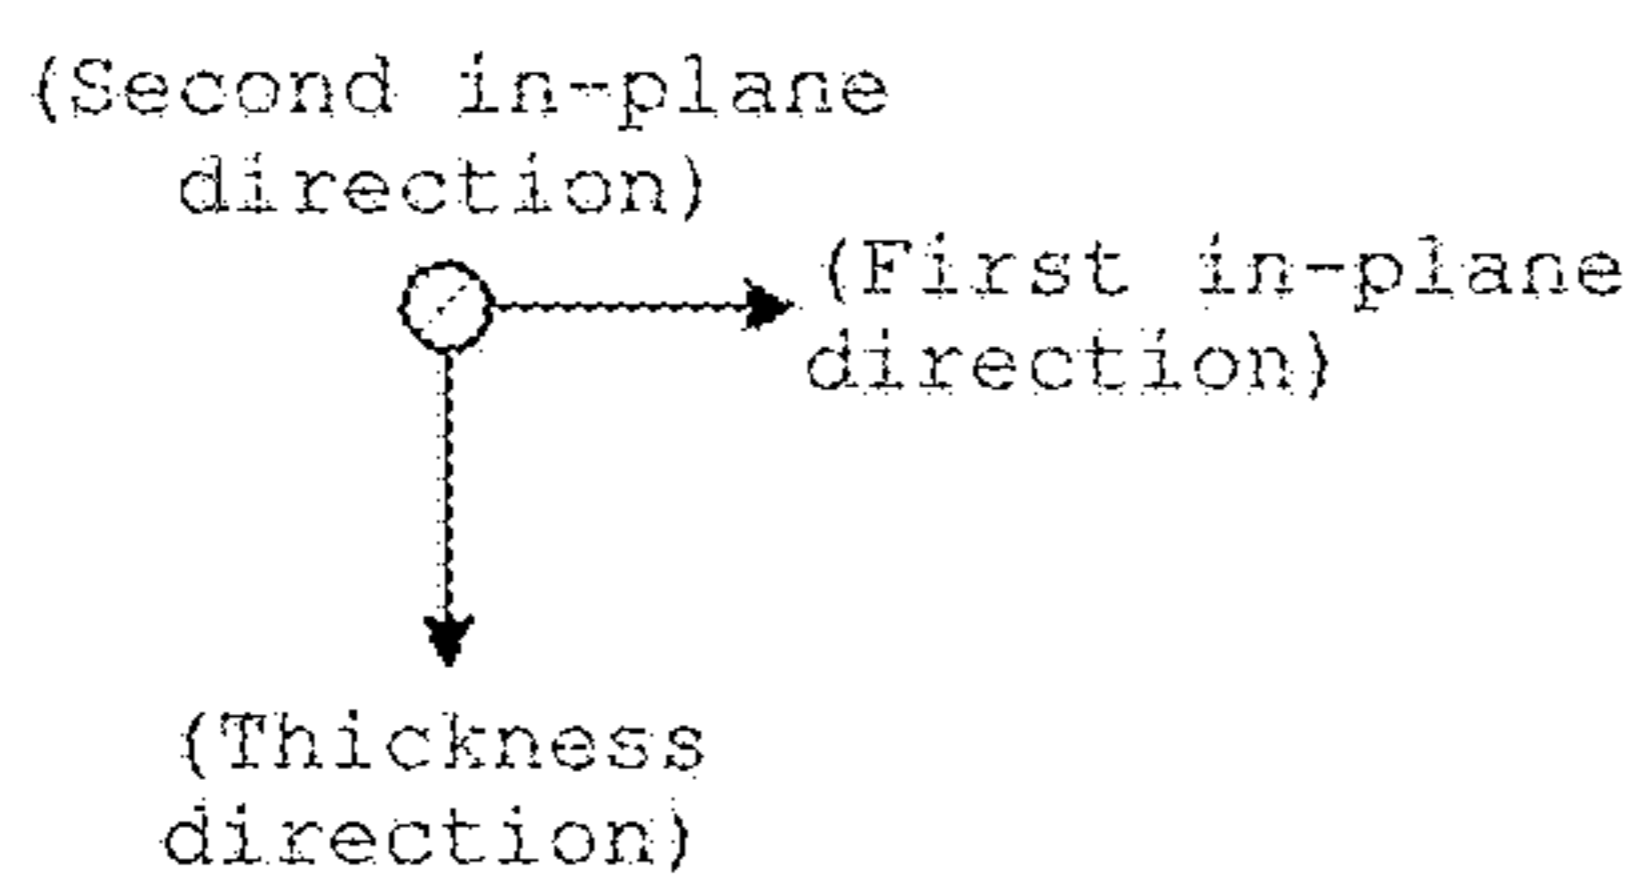 (Second in-plane
direction)
(First in-plane
direction)
(Thickness
direction)